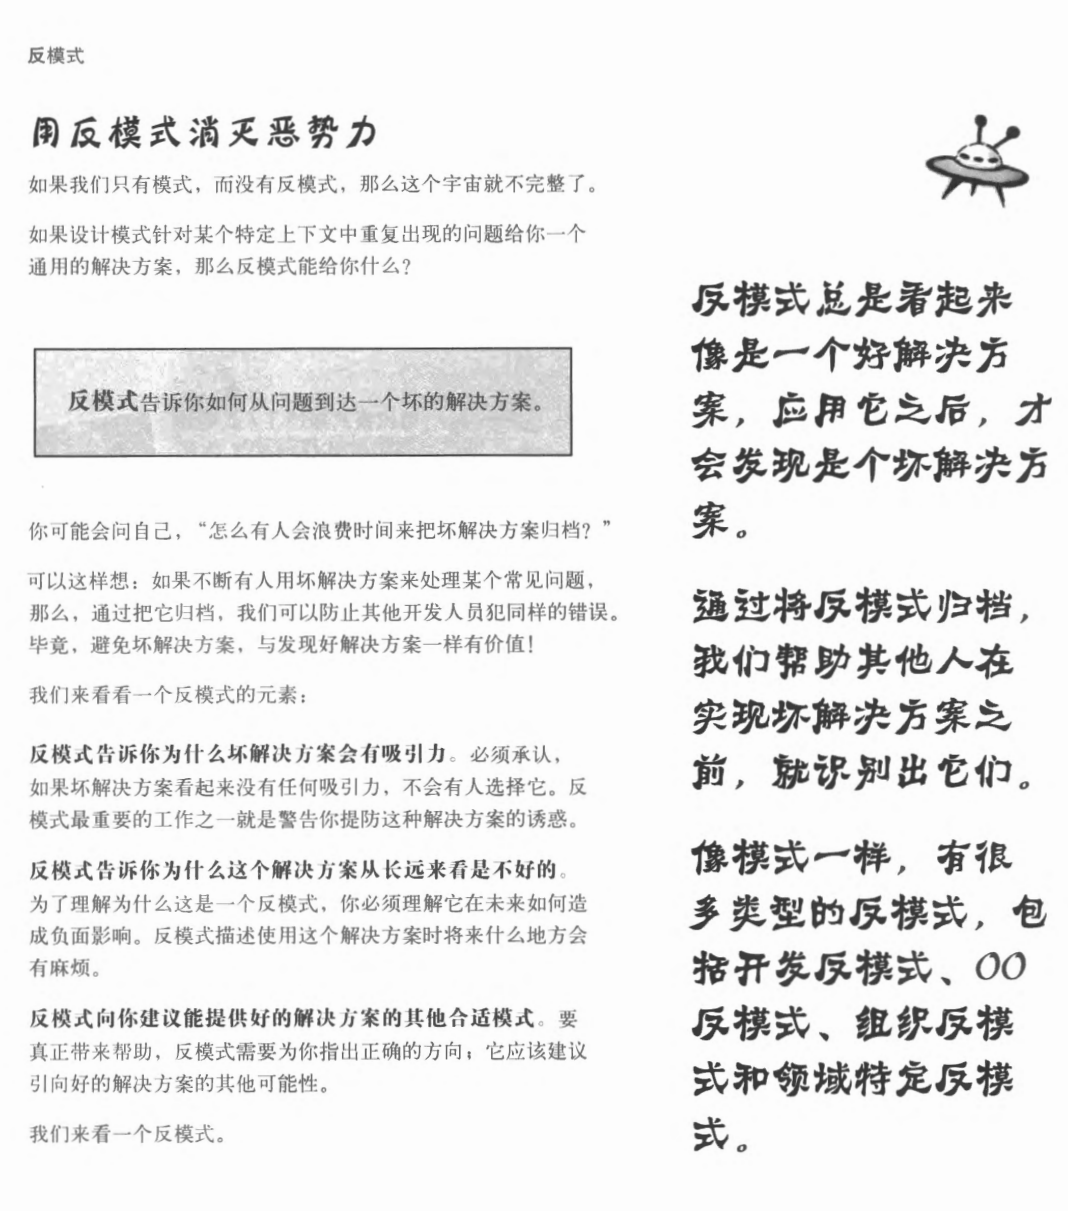 反模式
用反模式消灭恶势力
如果我们只有模式，而没有反模式，那么这个宇宙就不完整了。
如果设计模式针对某个特定上下文中重复出现的问题给你一个
通用的解决方案，那么反模式能给你什么？
反模式告诉你如何从问题到达一个坏的解决方案。
你可能会问自己，“怎么有人会浪费时间来把坏解决方案归档？”
可以这样想：如果不断有人用坏解决方案来处理某个常见问题，
那么，通过把它归档，我们可以防止其他开发人员犯同样的错误。
毕竟，避免坏解决方案，与发现好解决方案一样有价值！
我们来看看一个反模式的元素：
反模式告诉你为什么坏解决方案会有吸引力。必须承认，
如果坏解决方案看起来没有任何吸引力，不会有人选择它。反
模式最重要的工作之一就是警告你提防这种解决方案的诱惑。
反模式告诉你为什么这个解决方案从长远来看是不好的。
为了理解为什么这是一个反模式，你必须理解它在未来如何造
成负面影响。反模式描述使用这个解决方案时将来什么地方会
有麻烦。
反模式向你建议能提供好的解决方案的其他合适模式。要
真正带来帮助，反模式需要为你指出正确的方向；它应该建议
引向好的解决方案的其他可能性。
我们来看一个反模式。
反模式总是看起来
像是一个好解决方
案，应用它之后，才
会发现是个坏解决方
案。
通过将反模式归档，
我们帮助其他人在
实现坏解决方案之
前，就识别出它们。
像模式一样，有很
多类型的反模式，包
括开发反模式、OO
反模式、组织反模
式和领域特定反模
式。